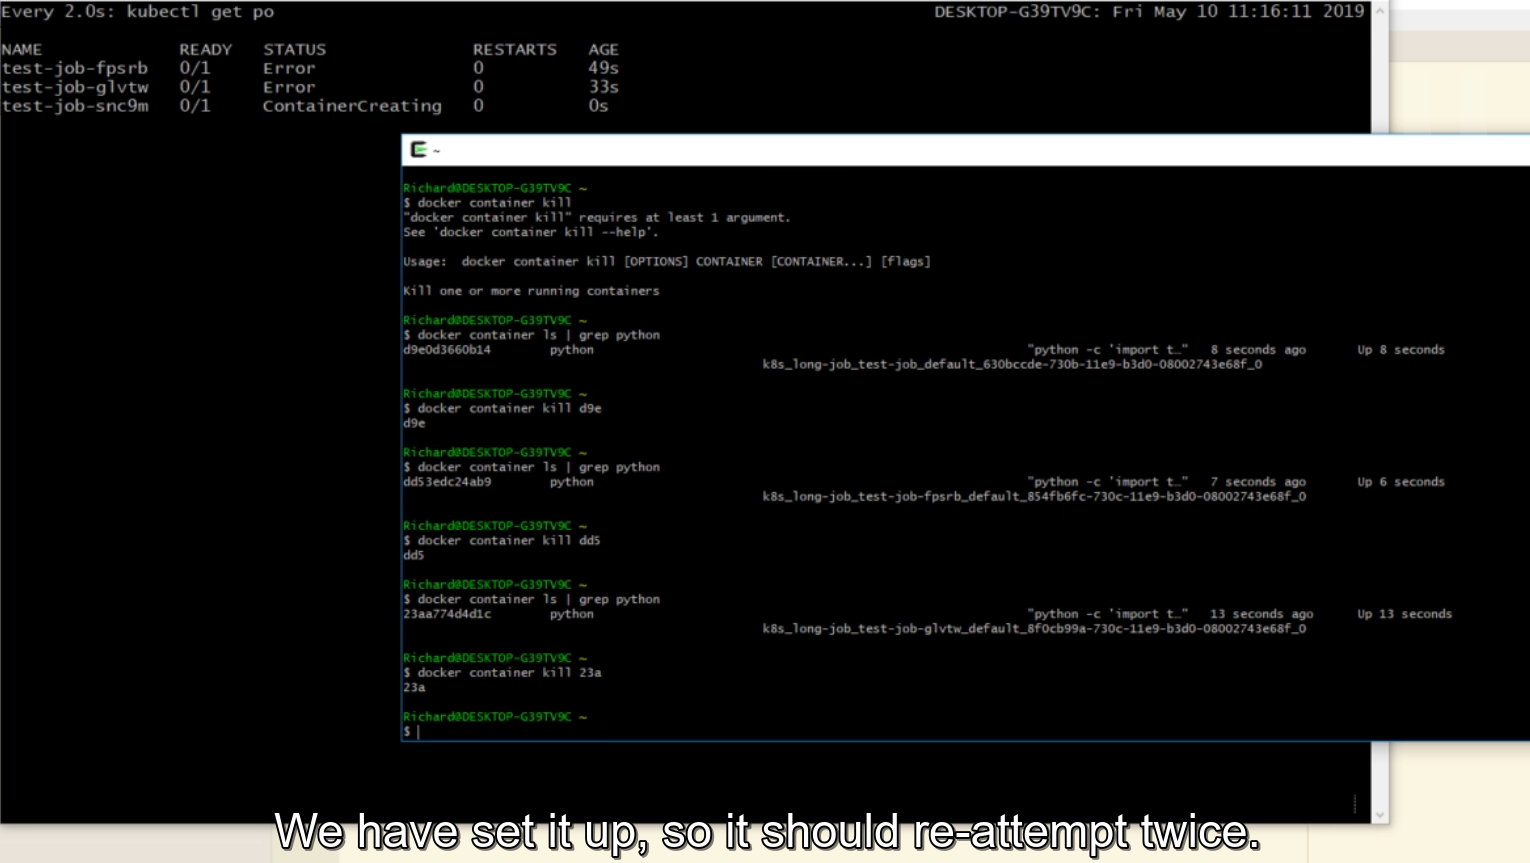 Every 2.0s: kubectl get po DESKTOP-G39TV9C: Fri May 10 11:16:11 2019
NAME READY STATUS RESTARTS AGE
test-job-fpsrb 0/1 Error 0 49s
test-job-glvtw 0/1 Error 0 33s
test-job-snc9m 0/1 ContainerCreating 0 0s
~
Richard@DESKTOP-G39TV9C ~
$ docker container kill
"docker container kill" requires at least 1 argument.
See 'docker container kill --help'.
Usage: docker container kill [OPTIONS] CONTAINER [CONTAINER...] [flags]
Kill one or more running containers
Richard@DESKTOP-G39TV9C ~
$ docker container ls | grep python
d9e0d3660b14 python "python -c 'import t…" 8 seconds ago Up 8 seconds
k8s_long-job_test-job_default_630bccde-730b-11e9-b3d0-08002743e68f_0
Richard@DESKTOP-G39TV9C ~
$ docker container kill d9e
d9e
Richard@DESKTOP-G39TV9C ~
$ docker container ls | grep python
dd53edc24ab9 python "python -c 'import t…" 7 seconds ago Up 6 seconds
k8s_long-job_test-job-fpsrb_default_854fb6fc-730c-11e9-b3d0-08002743e68f_0
Richard@DESKTOP-G39TV9C ~
$ docker container kill dd5
dd5
Richard@DESKTOP-G39TV9C ~
$ docker container ls | grep python
23aa774d4d1c python "python -c 'import t…" 13 seconds ago Up 13 seconds
k8s_long-job_test-job-glvtw_default_8f0cb99a-730c-11e9-b3d0-08002743e68f_0
Richard@DESKTOP-G39TV9C ~
$ docker container kill 23a
23a
Richard@DESKTOP-G39TV9C ~
$
We have set it up, so it should re-attempt twice.